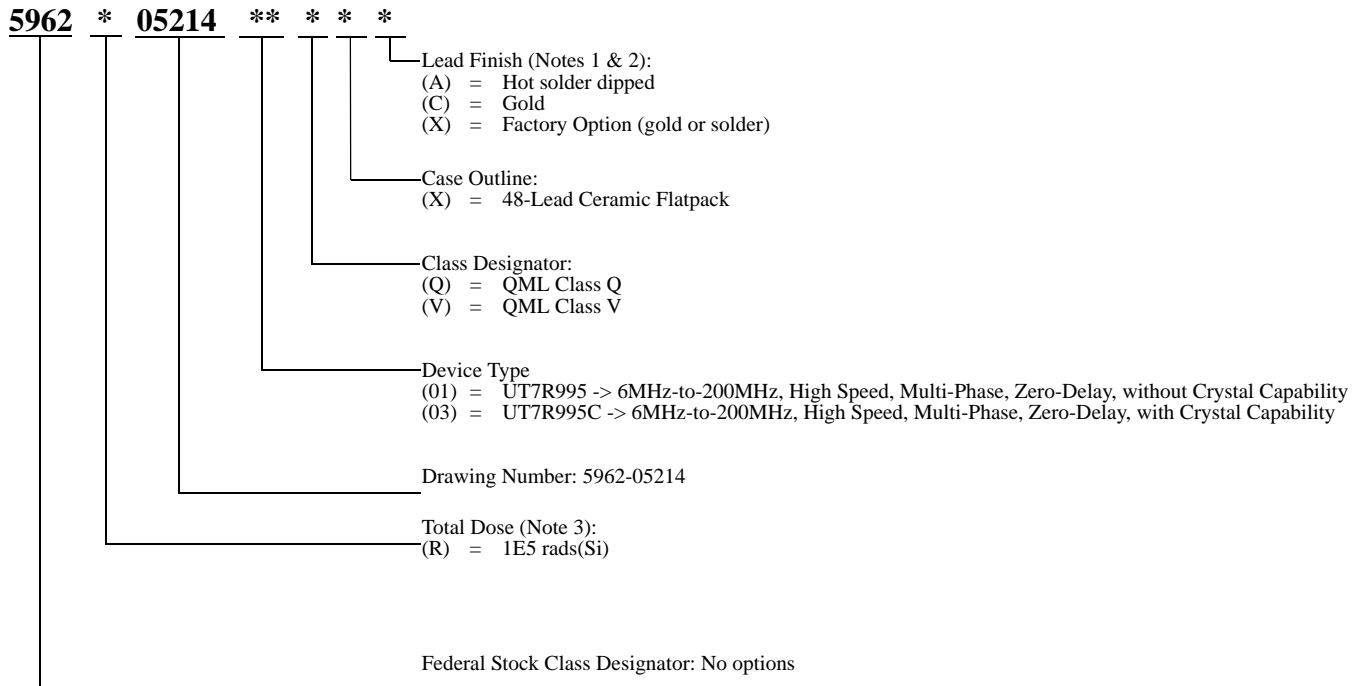 5962 * 05214 ** * * *
Lead Finish (Notes 1 & 2):
(A) = Hot solder dipped
(C) = Gold
(X) = Factory Option (gold or solder)
Case Outline:
(X) = 48-Lead Ceramic Flatpack
Class Designator:
(Q) = QML Class Q
(V) = QML Class V
Device Type
(01) = UT7R995 -> 6MHz-to-200MHz, High Speed, Multi-Phase, Zero-Delay, without Crystal Capability
(03) = UT7R995C -> 6MHz-to-200MHz, High Speed, Multi-Phase, Zero-Delay, with Crystal Capability
Drawing Number: 5962-05214
Total Dose (Note 3):
(R) = 1E5 rads(Si)
Federal Stock Class Designator: No options